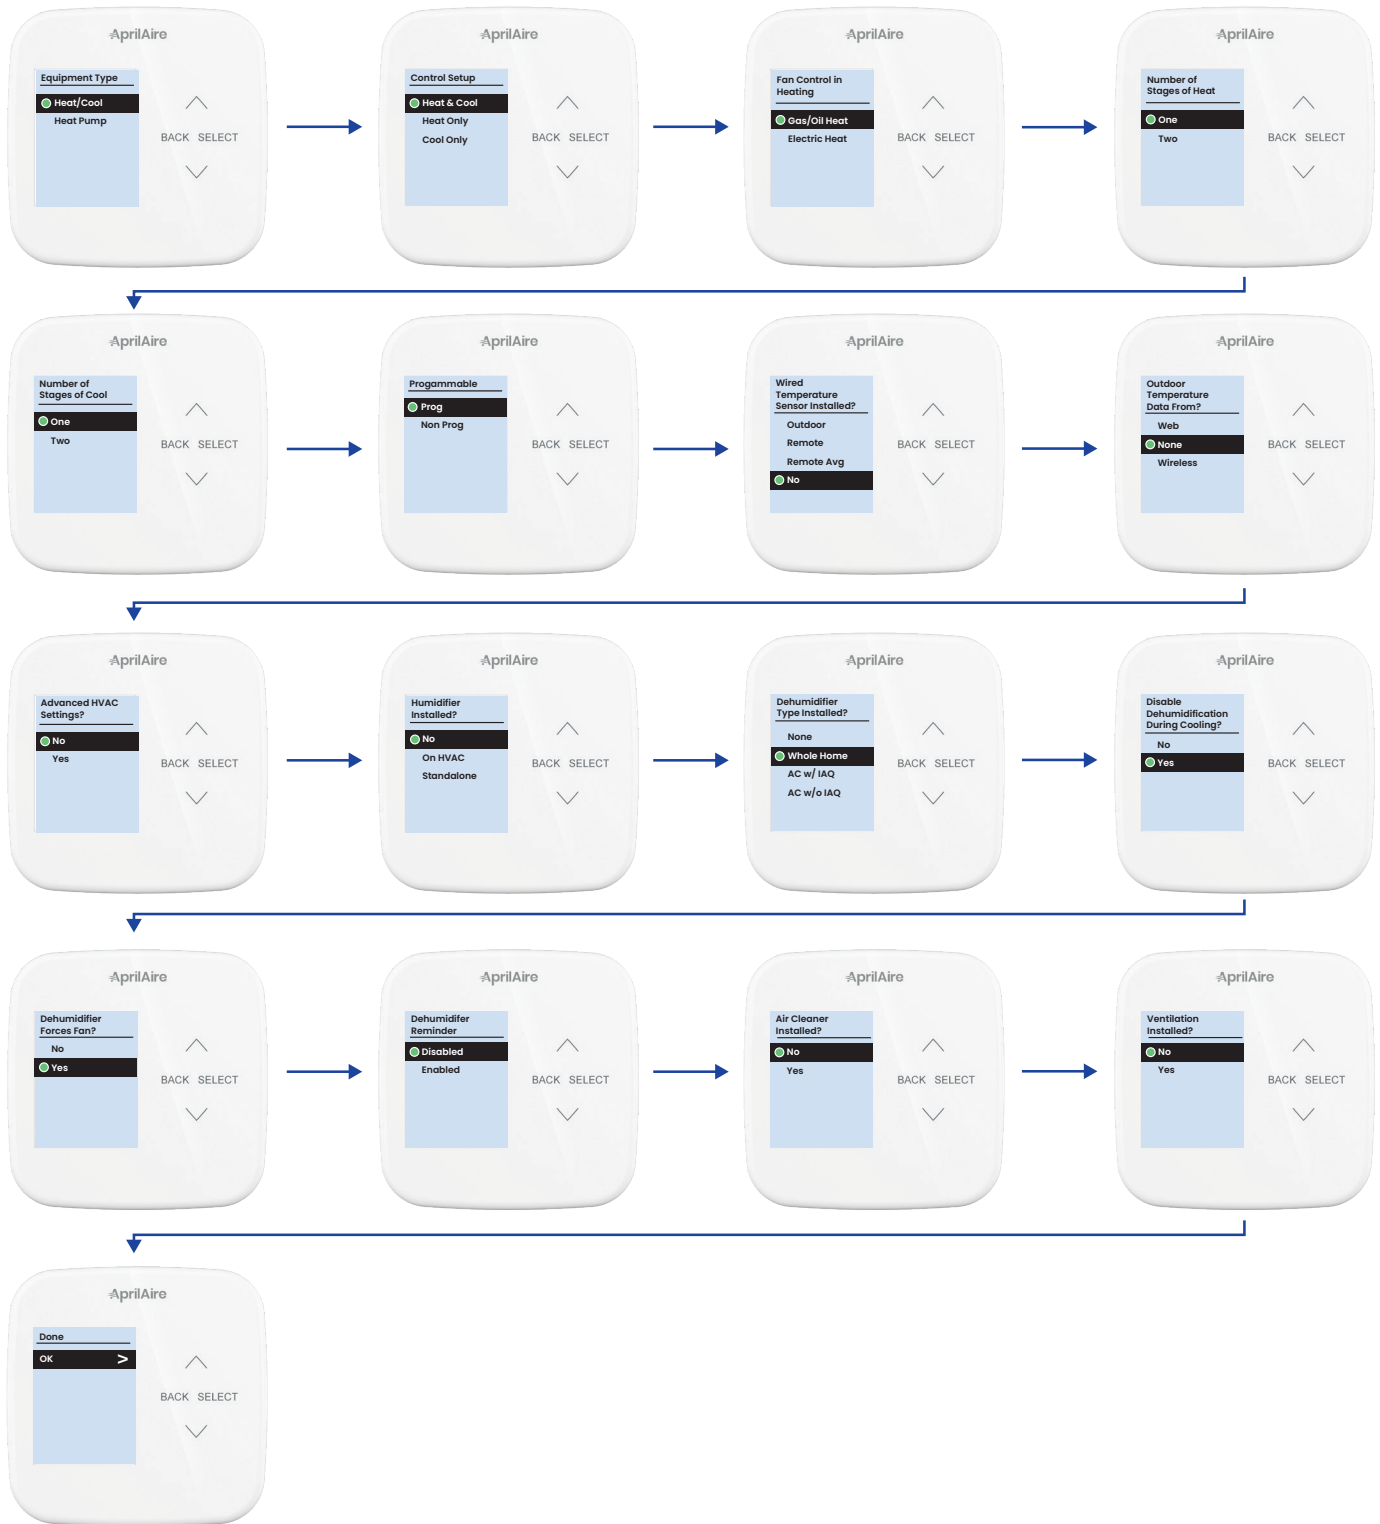 AprilAire
Equipment Type
Heat/Cool
Heat Pump
BACK SELECT
AprilAire
Control Setup
Heat & Cool
Heat Only
Cool Only
BACK SELECT
AprilAire
Fan Control in
Heating
Gas/Oil Heat
Electric Heat
BACK SELECT
AprilAire
Number of
Stages of Heat
One
Two
BACK SELECT
AprilAire
Number of
Stages of Cool
One
Two
BACK SELECT
AprilAire
Progammable
Prog
Non Prog
BACK SELECT
AprilAire
Wired
Temperature
Sensor Installed?
Outdoor
Remote
Remote Avg
No
BACK SELECT
AprilAire
Outdoor
Temperature
Data From?
Web
None
Wireless
BACK SELECT
AprilAire
Advanced HVAC
Settings?
No
Yes
BACK SELECT
AprilAire
Humidifier
Installed?
No
On HVAC
Standalone
BACK SELECT
AprilAire
Dehumidifier
Type Installed?
None
Whole Home
AC w/ IAQ
AC w/o IAQ
BACK SELECT
AprilAire
Disable
Dehumidification
During Cooling?
No
Yes
BACK SELECT
AprilAire
Dehumidifier
Forces Fan?
No
Yes
BACK SELECT
AprilAire
Dehumidifer
Reminder
Disabled
Enabled
BACK SELECT
AprilAire
Air Cleaner
Installed?
No
Yes
BACK SELECT
AprilAire
Ventilation
Installed?
No
Yes
BACK SELECT
AprilAire
Done
OK >
BACK SELECT